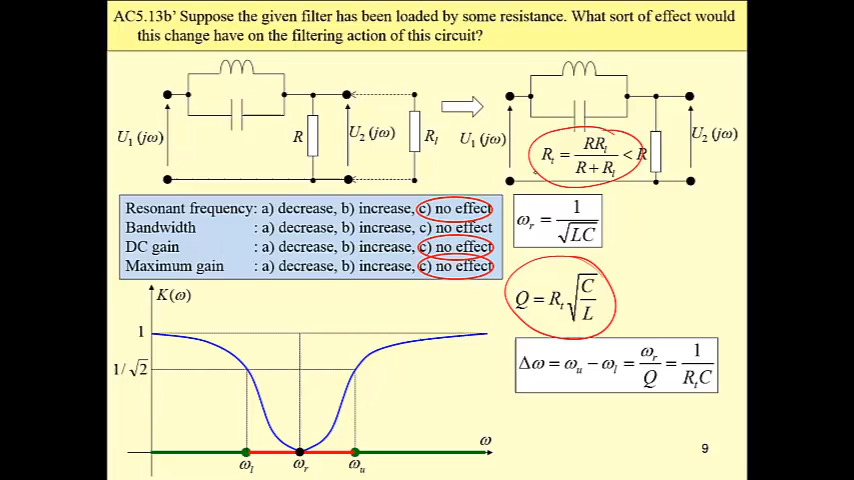 AC5.13b’ Suppose the given filter has been loaded by some resistance. What sort of effect would
this change have on the filtering action of this circuit?
U₁ (jω)
R
U₂ (jω)
Rₗ
U₁ (jω)
Rₜ = RRₗ / (R + Rₗ) < R
U₂ (jω)
Resonant frequency: a) decrease, b) increase, c) no effect
Bandwidth : a) decrease, b) increase, c) no effect
DC gain : a) decrease, b) increase, c) no effect
Maximum gain : a) decrease, b) increase, c) no effect
ωᵣ = 1 / √LC
Q = Rₜ √(C / L)
Δω = ωᵤ − ωₗ = ωᵣ / Q = 1 / RₜC
K(ω)
1
1/√2
ω
ωₗ ωᵣ ωᵤ
9